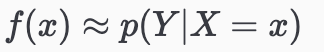 f(x) ≈ p(Y|X = x)